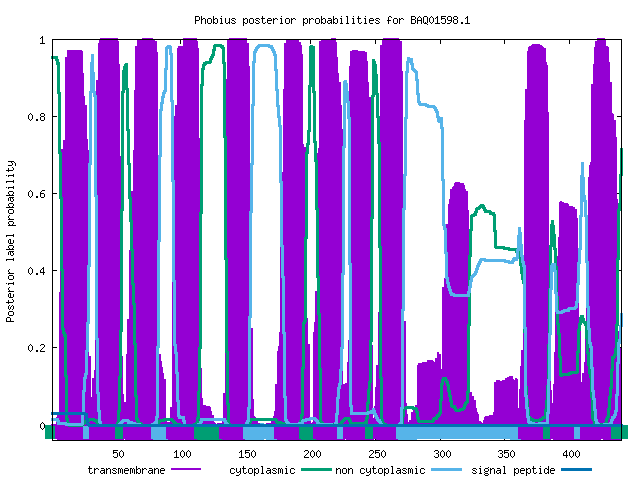 Phobius posterior probabilities for BAQ01598.1
1
0.8
0.6
0.4
0.2
0
Posterior label probability
50 100 150 200 250 300 350 400
transmembrane cytoplasmic non cytoplasmic signal peptide